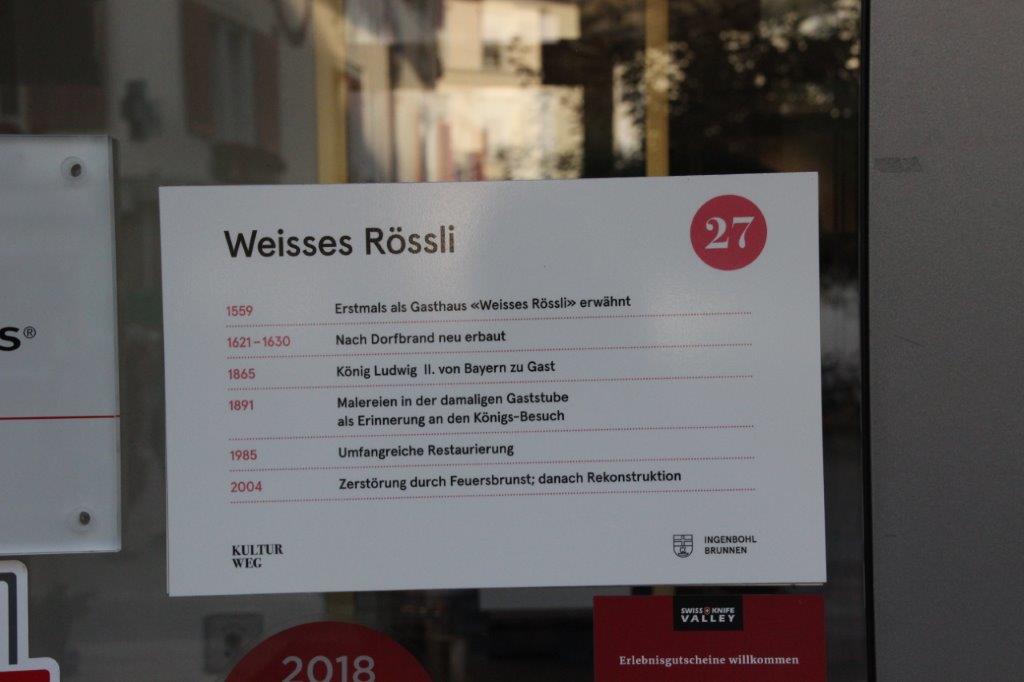 Weisses Rössli
27
1559 Erstmals als Gasthaus «Weisses Rössli» erwähnt
1621–1630 Nach Dorfbrand neu erbaut
1865 König Ludwig II. von Bayern zu Gast
1891 Malereien in der damaligen Gaststube
als Erinnerung an den Königs-Besuch
1985 Umfangreiche Restaurierung
2004 Zerstörung durch Feuersbrunst; danach Rekonstruktion
KULTUR
WEG
INGENBOHL
BRUNNEN
s®
2018
SWISS KNIFE
VALLEY
Erlebnisgutscheine willkommen